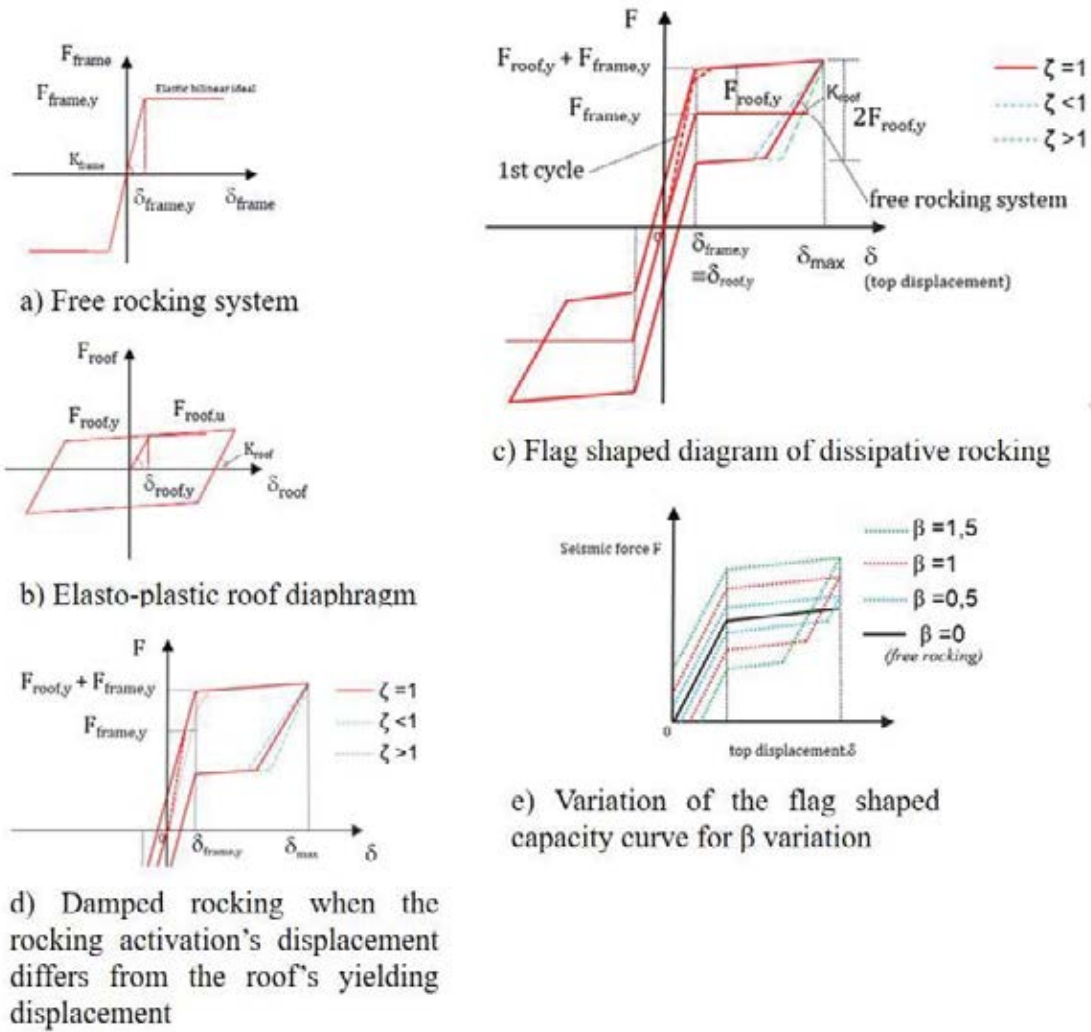 F_frame
F_frame,y
Elastic bilinear ideal
K_frame
δ_frame,y
δ_frame
a) Free rocking system
F_roof
F_roof,y
F_roof,u
K_roof
δ_roof,y
δ_roof
b) Elasto-plastic roof diaphragm
F
F_roof,y + F_frame,y
F_frame,y
F_roof,y
K_roof
2F_roof,y
1st cycle
free rocking system
0
δ_frame,y
≡δ_roof,y
δ_max
δ
(top displacement)
ζ =1
ζ <1
ζ >1
c) Flag shaped diagram of dissipative rocking
F
F_roof,y + F_frame,y
F_frame,y
0
δ_frame,y
δ_max
δ
ζ =1
ζ <1
ζ >1
d) Damped rocking when the
rocking activation's displacement
differs from the roof's yielding
displacement
Seismic force F
β =1,5
β =1
β =0,5
β =0
(free rocking)
0
top displacement.δ
e) Variation of the flag shaped
capacity curve for β variation